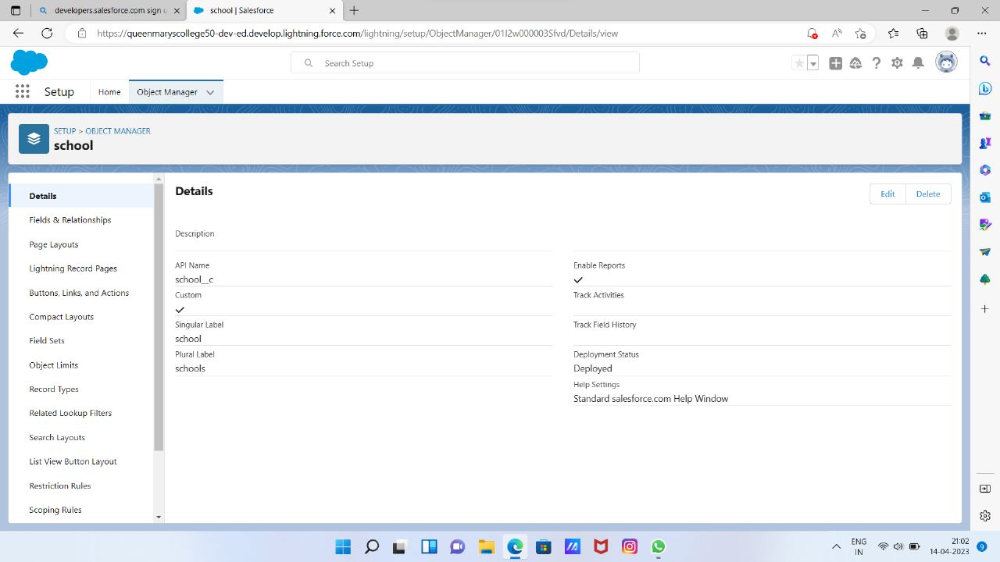 developers.salesforce.com sign u
school | Salesforce
https://queenmaryscollege50-dev-ed.develop.lightning.force.com/lightning/setup/ObjectManager/01I2w000003Sfvd/Details/view
Search Setup
Setup
Home
Object Manager
SETUP > OBJECT MANAGER
school
Details
Fields & Relationships
Page Layouts
Lightning Record Pages
Buttons, Links, and Actions
Compact Layouts
Field Sets
Object Limits
Record Types
Related Lookup Filters
Search Layouts
List View Button Layout
Restriction Rules
Scoping Rules
Details
Edit
Delete
Description
API Name
school__c
Custom
Singular Label
school
Plural Label
schools
Enable Reports
Track Activities
Track Field History
Deployment Status
Deployed
Help Settings
Standard salesforce.com Help Window
ENG
IN
21:02
14-04-2023
9